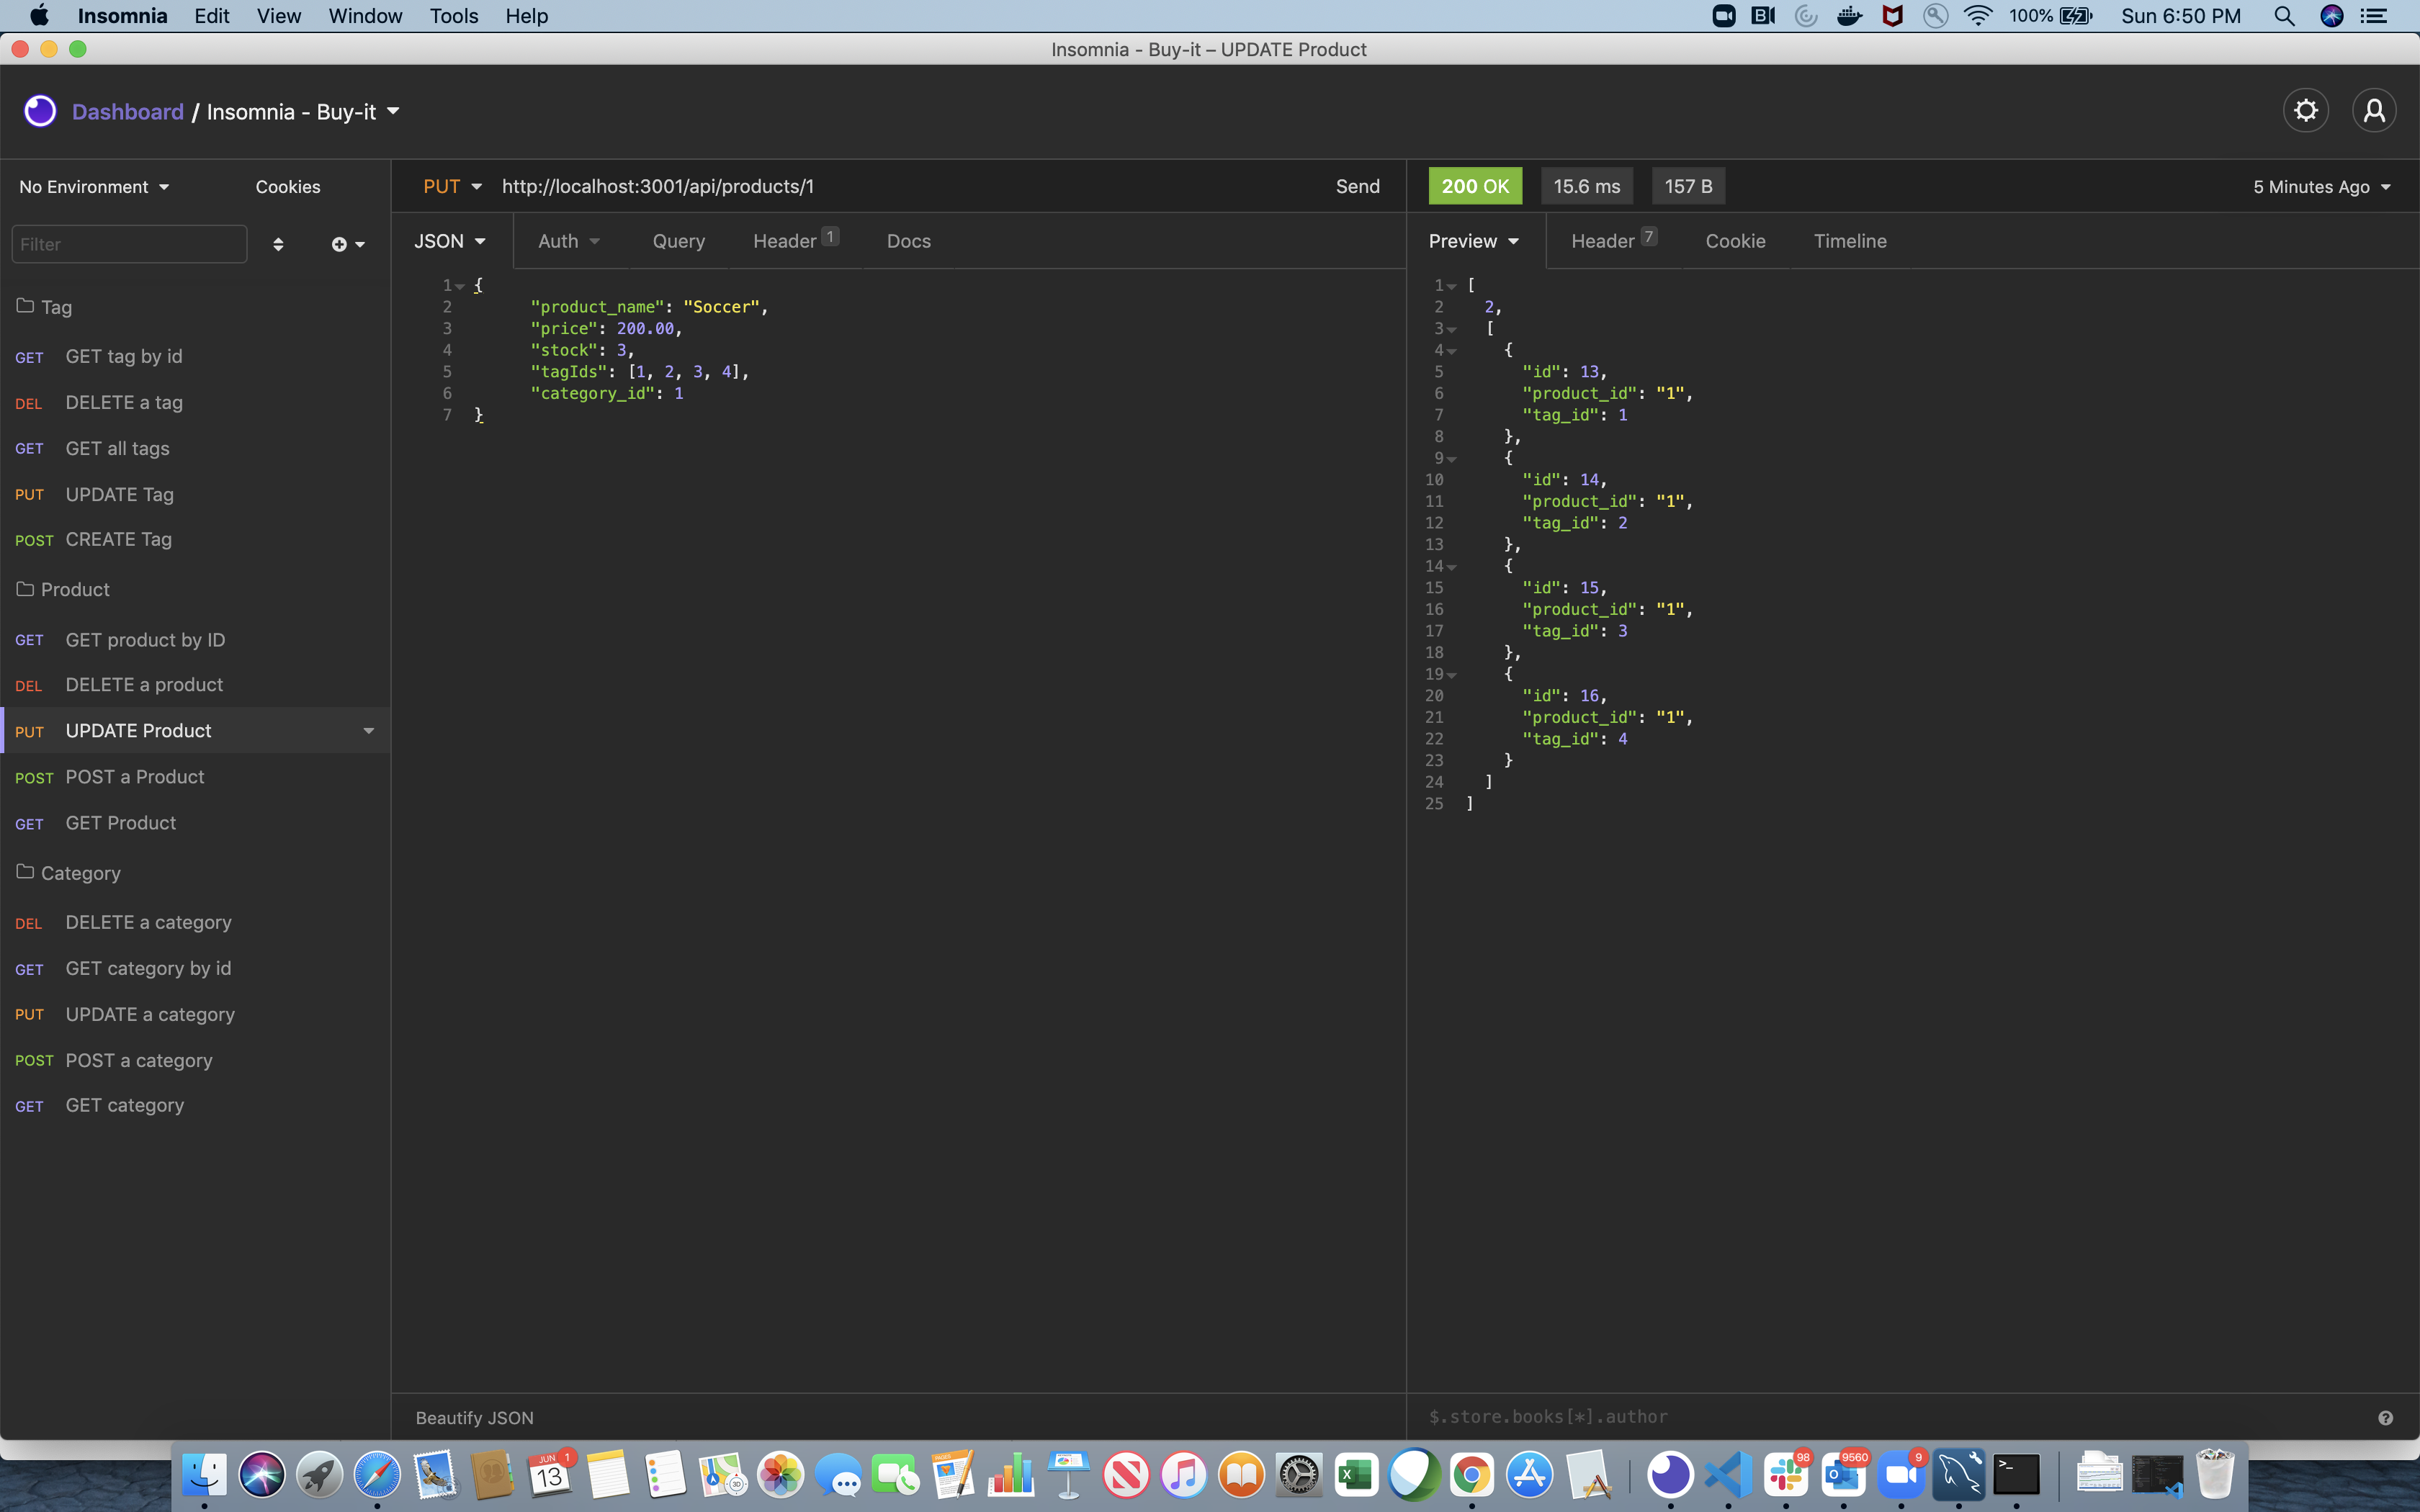 Insomnia Edit View Window Tools Help 100% Sun 6:50 PM
Insomnia - Buy-it – UPDATE Product
Dashboard / Insomnia - Buy-it
No Environment Cookies
Filter
Tag
GET GET tag by id
DEL DELETE a tag
GET GET all tags
PUT UPDATE Tag
POST CREATE Tag
Product
GET GET product by ID
DEL DELETE a product
PUT UPDATE Product
POST POST a Product
GET GET Product
Category
DEL DELETE a category
GET GET category by id
PUT UPDATE a category
POST POST a category
GET GET category
PUT http://localhost:3001/api/products/1 Send
JSON Auth Query Header 1 Docs
1 {
2 "product_name": "Soccer",
3 "price": 200.00,
4 "stock": 3,
5 "tagIds": [1, 2, 3, 4],
6 "category_id": 1
7 }
Beautify JSON
200 OK 15.6 ms 157 B 5 Minutes Ago
Preview Header 7 Cookie Timeline
1 [
2 2,
3 [
4 {
5 "id": 13,
6 "product_id": "1",
7 "tag_id": 1
8 },
9 {
10 "id": 14,
11 "product_id": "1",
12 "tag_id": 2
13 },
14 {
15 "id": 15,
16 "product_id": "1",
17 "tag_id": 3
18 },
19 {
20 "id": 16,
21 "product_id": "1",
22 "tag_id": 4
23 }
24 ]
25 ]
$.store.books[*].author
JUN 13 1
98 9560 9